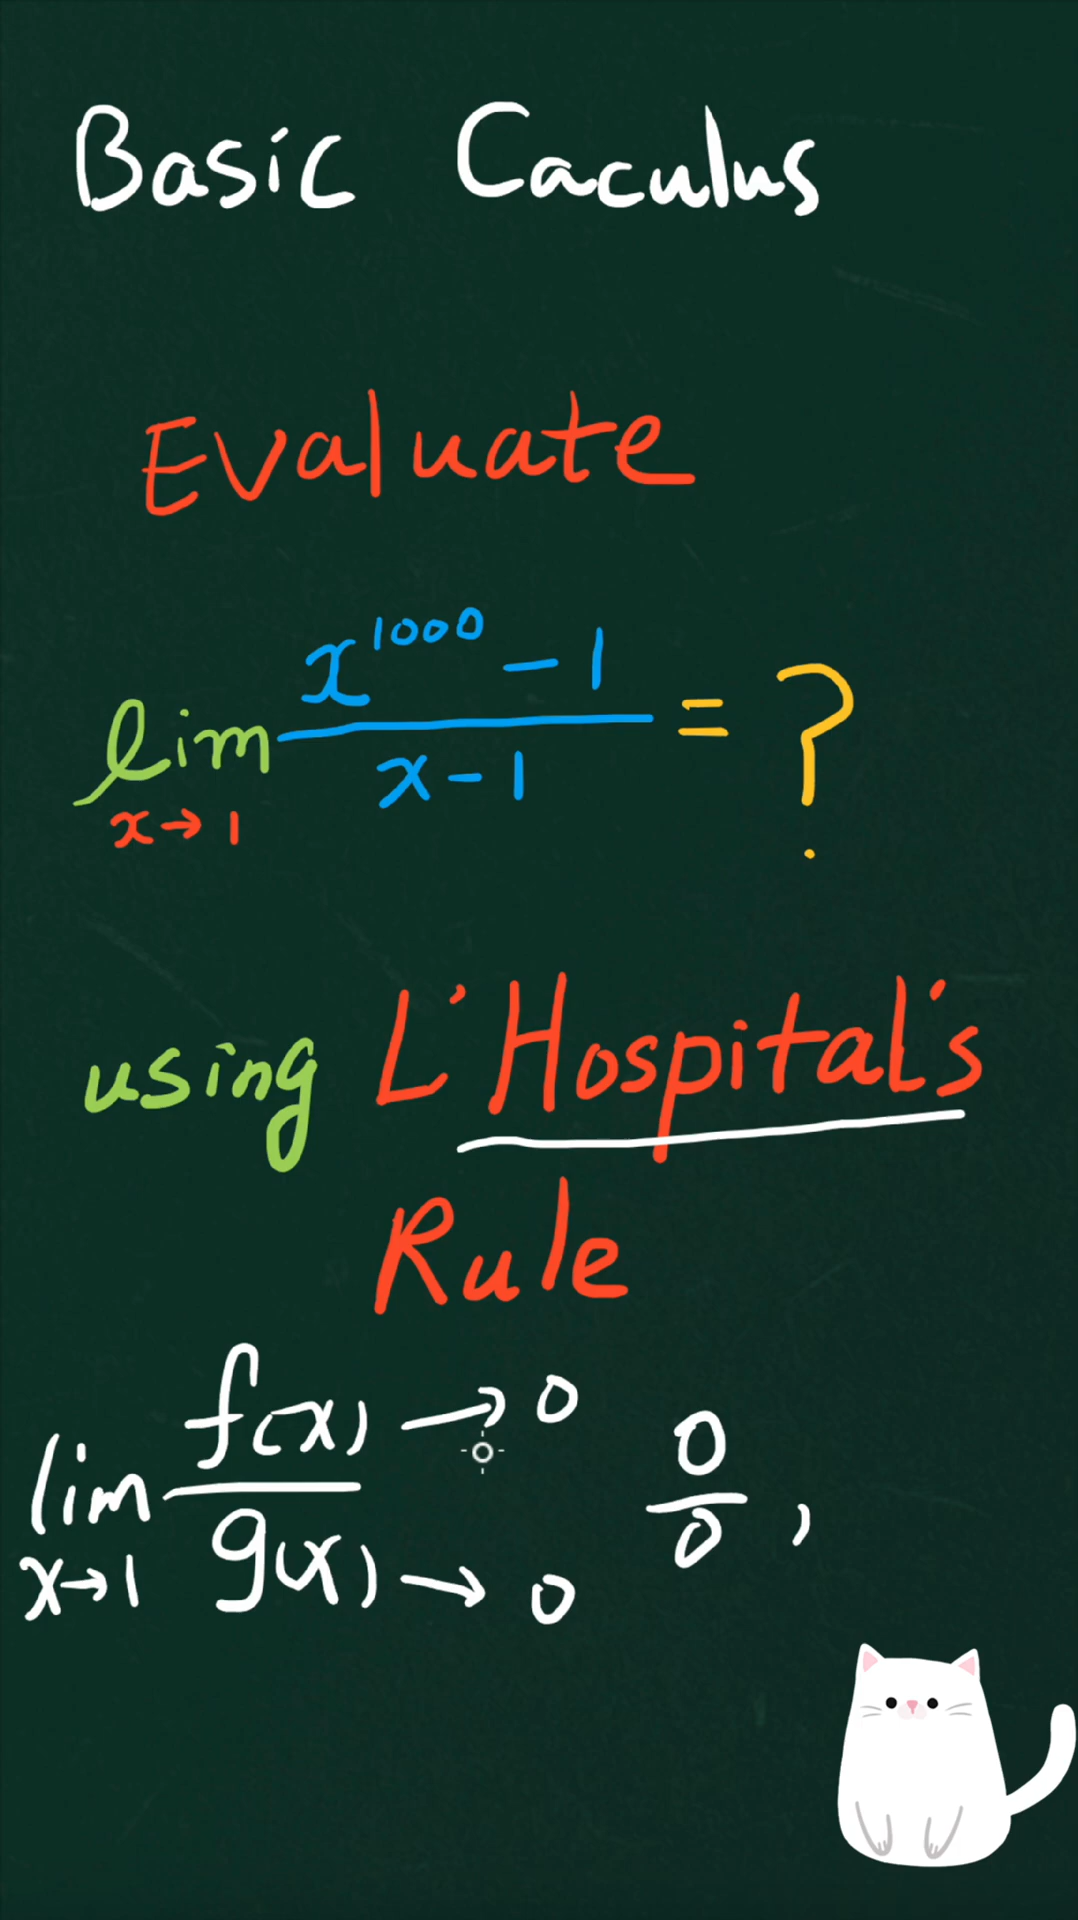 Basic Caculus
Evaluate
lim x→1 (x^1000 - 1)/(x - 1) = ?
using L'Hospital's
Rule
lim x→1 f(x)/g(x) → 0 → 0 0/0 ,